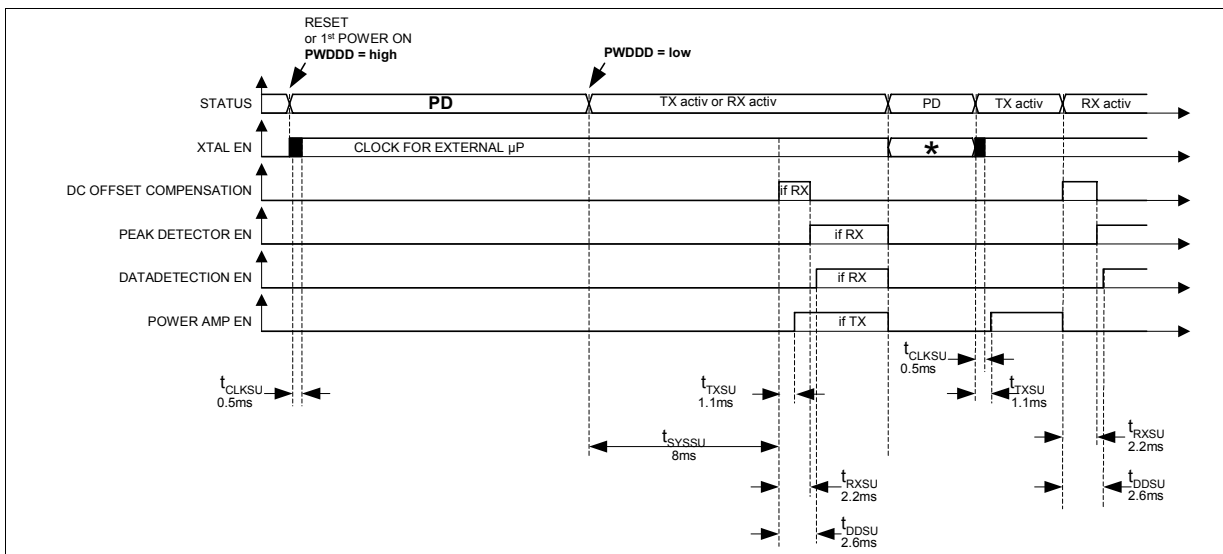 RESET
or 1st POWER ON
PWDDD = high
PWDDD = low
STATUS
PD
TX activ or RX activ
PD
TX activ
RX activ
XTAL EN
CLOCK FOR EXTERNAL µP
*
DC OFFSET COMPENSATION
if RX
PEAK DETECTOR EN
if RX
DATADETECTION EN
if RX
POWER AMP EN
if TX
tCLKSU
0.5ms
tCLKSU
0.5ms
tTXSU
1.1ms
tTXSU
1.1ms
tSYSSU
8ms
tRXSU
2.2ms
tRXSU
2.2ms
tDDSU
2.6ms
tDDSU
2.6ms